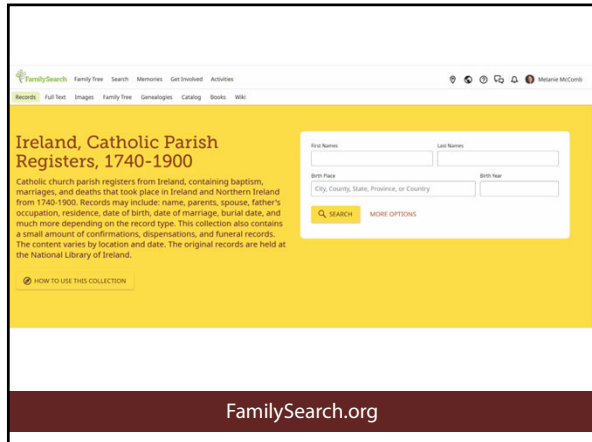 FamilySearch Family Tree Search Memories Get Involved Activities Melanie McComb
Records Full Text Images Family Tree Genealogies Catalog Books Wiki
Ireland, Catholic Parish
Registers, 1740-1900
Catholic church parish registers from Ireland, containing baptism,
marriages, and deaths that took place in Ireland and Northern Ireland
from 1740-1900. Records may include: name, parents, spouse, father's
occupation, residence, date of birth, date of marriage, burial date, and
much more depending on the record type. This collection also contains
a small amount of confirmations, dispensations, and funeral records.
The content varies by location and date. The original records are held at
the National Library of Ireland.
HOW TO USE THIS COLLECTION
First Names Last Names
Birth Place Birth Year
City, County, State, Province, or Country
SEARCH MORE OPTIONS
FamilySearch.org